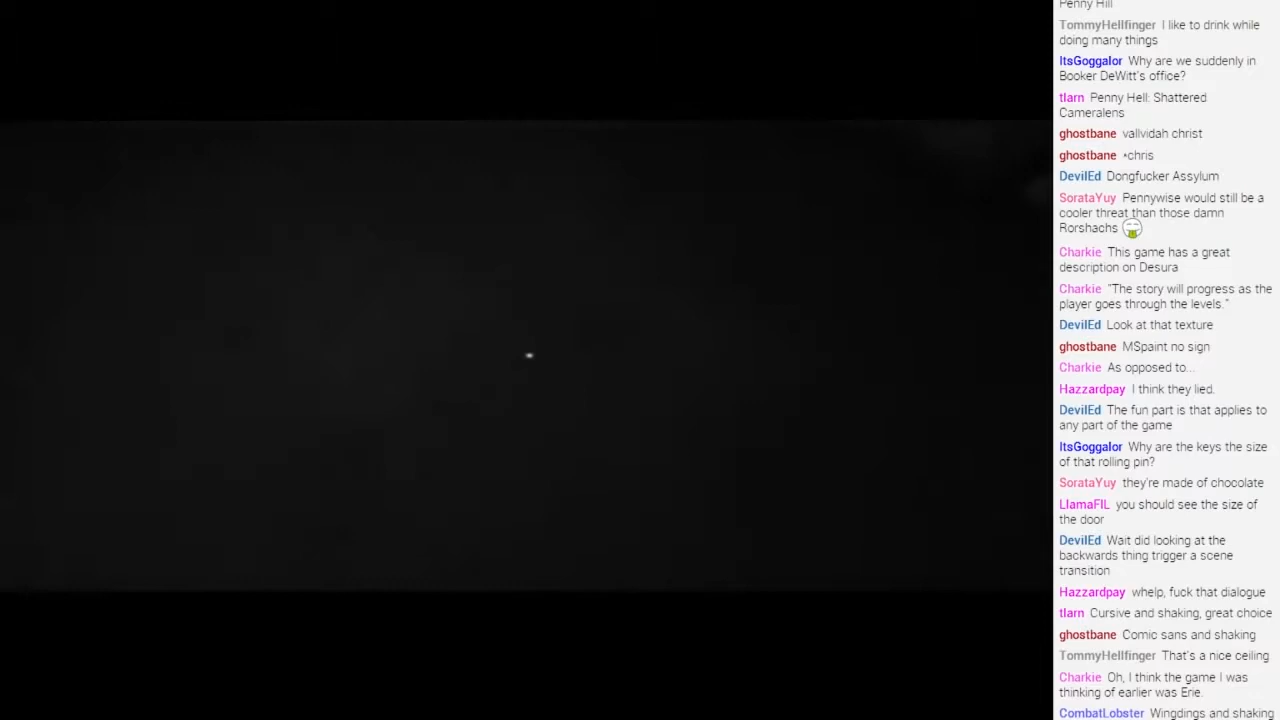 Penny Hill
TommyHellfinger I like to drink while
doing many things
ItsGoggalor Why are we suddenly in
Booker DeWitt's office?
tlarn Penny Hell: Shattered
Cameralens
ghostbane vallvidah christ
ghostbane *chris
DevilEd Dongfucker Assylum
SorataYuy Pennywise would still be a
cooler threat than those damn
Rorshachs
Charkie This game has a great
description on Desura
Charkie "The story will progress as the
player goes through the levels."
DevilEd Look at that texture
ghostbane MSpaint no sign
Charkie As opposed to...
Hazzardpay I think they lied.
DevilEd The fun part is that applies to
any part of the game
ItsGoggalor Why are the keys the size
of that rolling pin?
SorataYuy they're made of chocolate
LlamaFIL you should see the size of
the door
DevilEd Wait did looking at the
backwards thing trigger a scene
transition
Hazzardpay whelp, fuck that dialogue
tlarn Cursive and shaking, great choice
ghostbane Comic sans and shaking
TommyHellfinger That's a nice ceiling
Charkie Oh, I think the game I was
thinking of earlier was Erie.
CombatLobster Wingdings and shaking